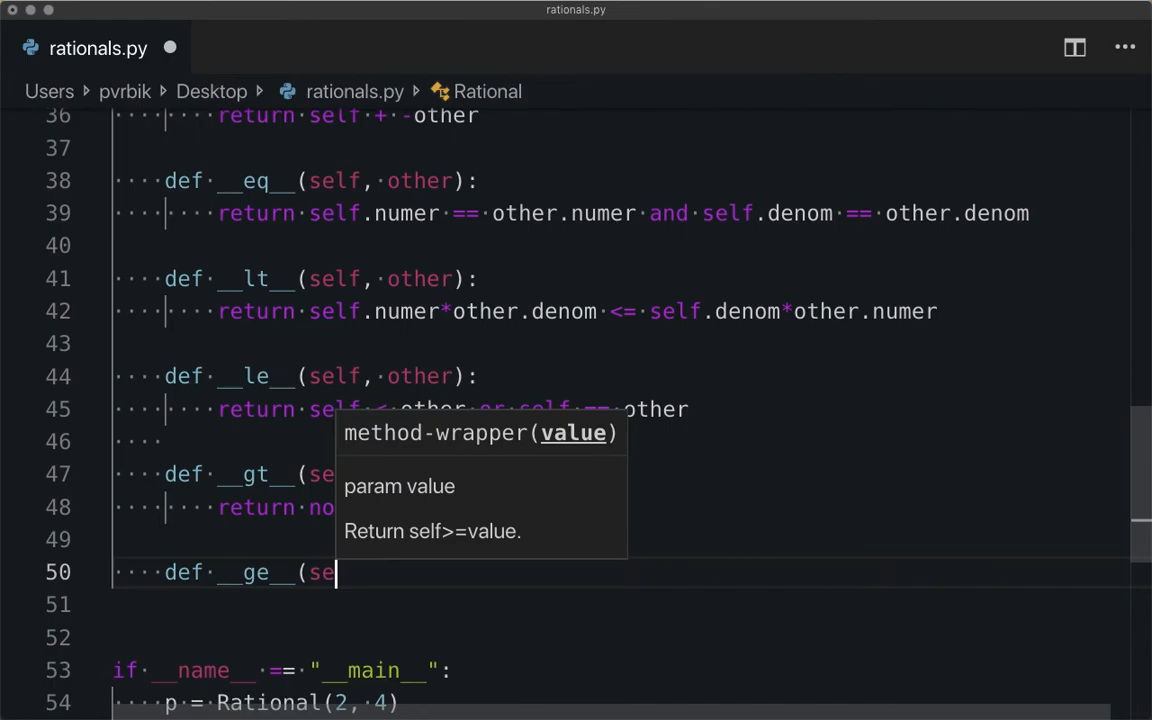 rationals.py
rationals.py
Users pvrbik Desktop rationals.py Rational
36 return self + -other
37
38 def __eq__(self, other):
39 return self.numer == other.numer and self.denom == other.denom
40
41 def __lt__(self, other):
42 return self.numer*other.denom <= self.denom*other.numer
43
44 def __le__(self, other):
45 return self < other or self == other
46
47 def __gt__(se
48 return no
49
50 def __ge__(se
method-wrapper(value)
param value
Return self>=value.
51
52
53 if __name__ == "__main__":
54 p = Rational(2, 4)